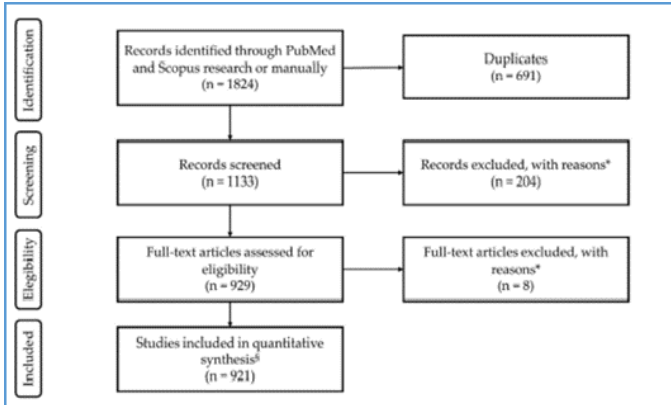 Identification
Records identified through PubMed
and Scopus research or manually
(n = 1824)
Duplicates
(n = 691)
Screening
Records screened
(n = 1133)
Records excluded, with reasons*
(n = 204)
Elegibility
Full-text articles assessed for
eligibility
(n = 929)
Full-text articles excluded, with
reasons*
(n = 8)
Included
Studies included in quantitative
synthesis§
(n = 921)